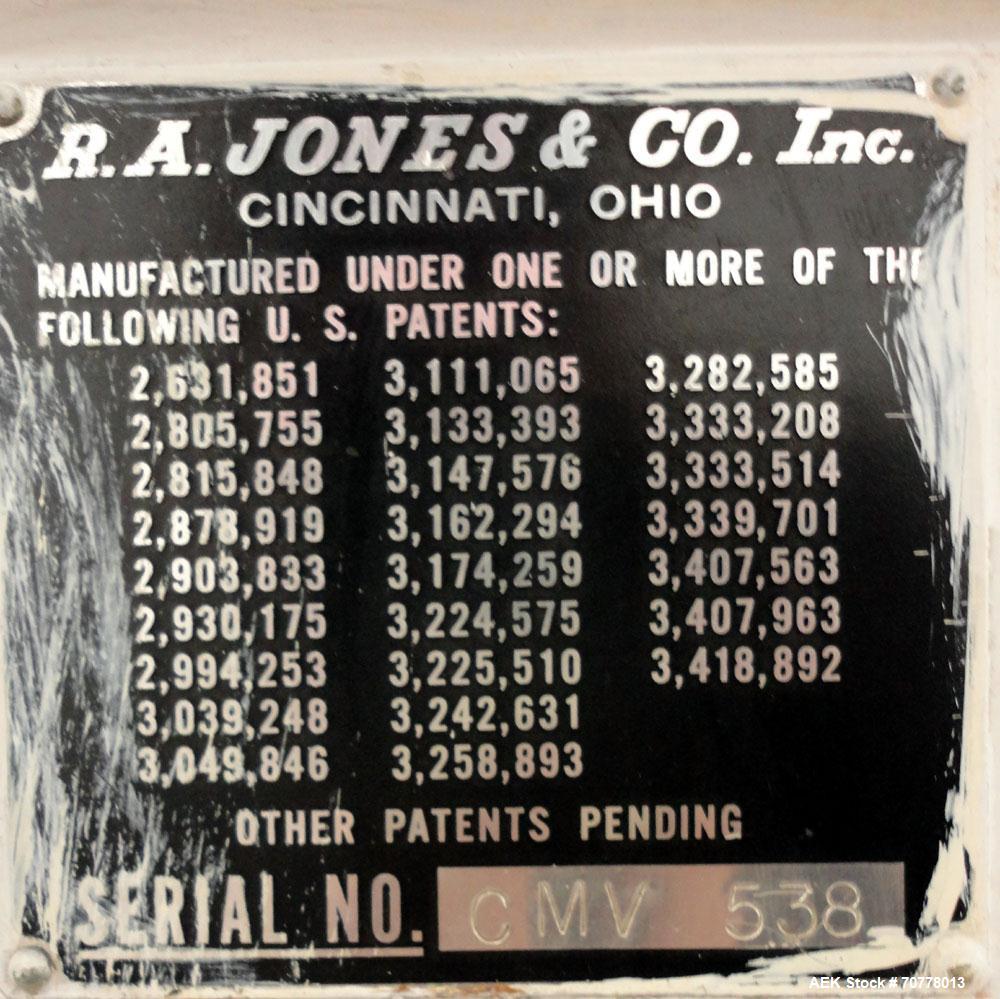 R.A. JONES & CO. Inc.
CINCINNATI, OHIO
MANUFACTURED UNDER ONE OR MORE OF THE
FOLLOWING U. S. PATENTS:
2,631,851 3,111,065 3,282,585
2,805,755 3,133,393 3,333,208
2,815,848 3,147,576 3,333,514
2,878,919 3,162,294 3,339,701
2,903,833 3,174,259 3,407,563
2,930,175 3,224,575 3,407,963
2,994,253 3,225,510 3,418,892
3,039,248 3,242,631
3,049,846 3,258,893
OTHER PATENTS PENDING
SERIAL NO. CMV 538
AEK Stock # 70778013